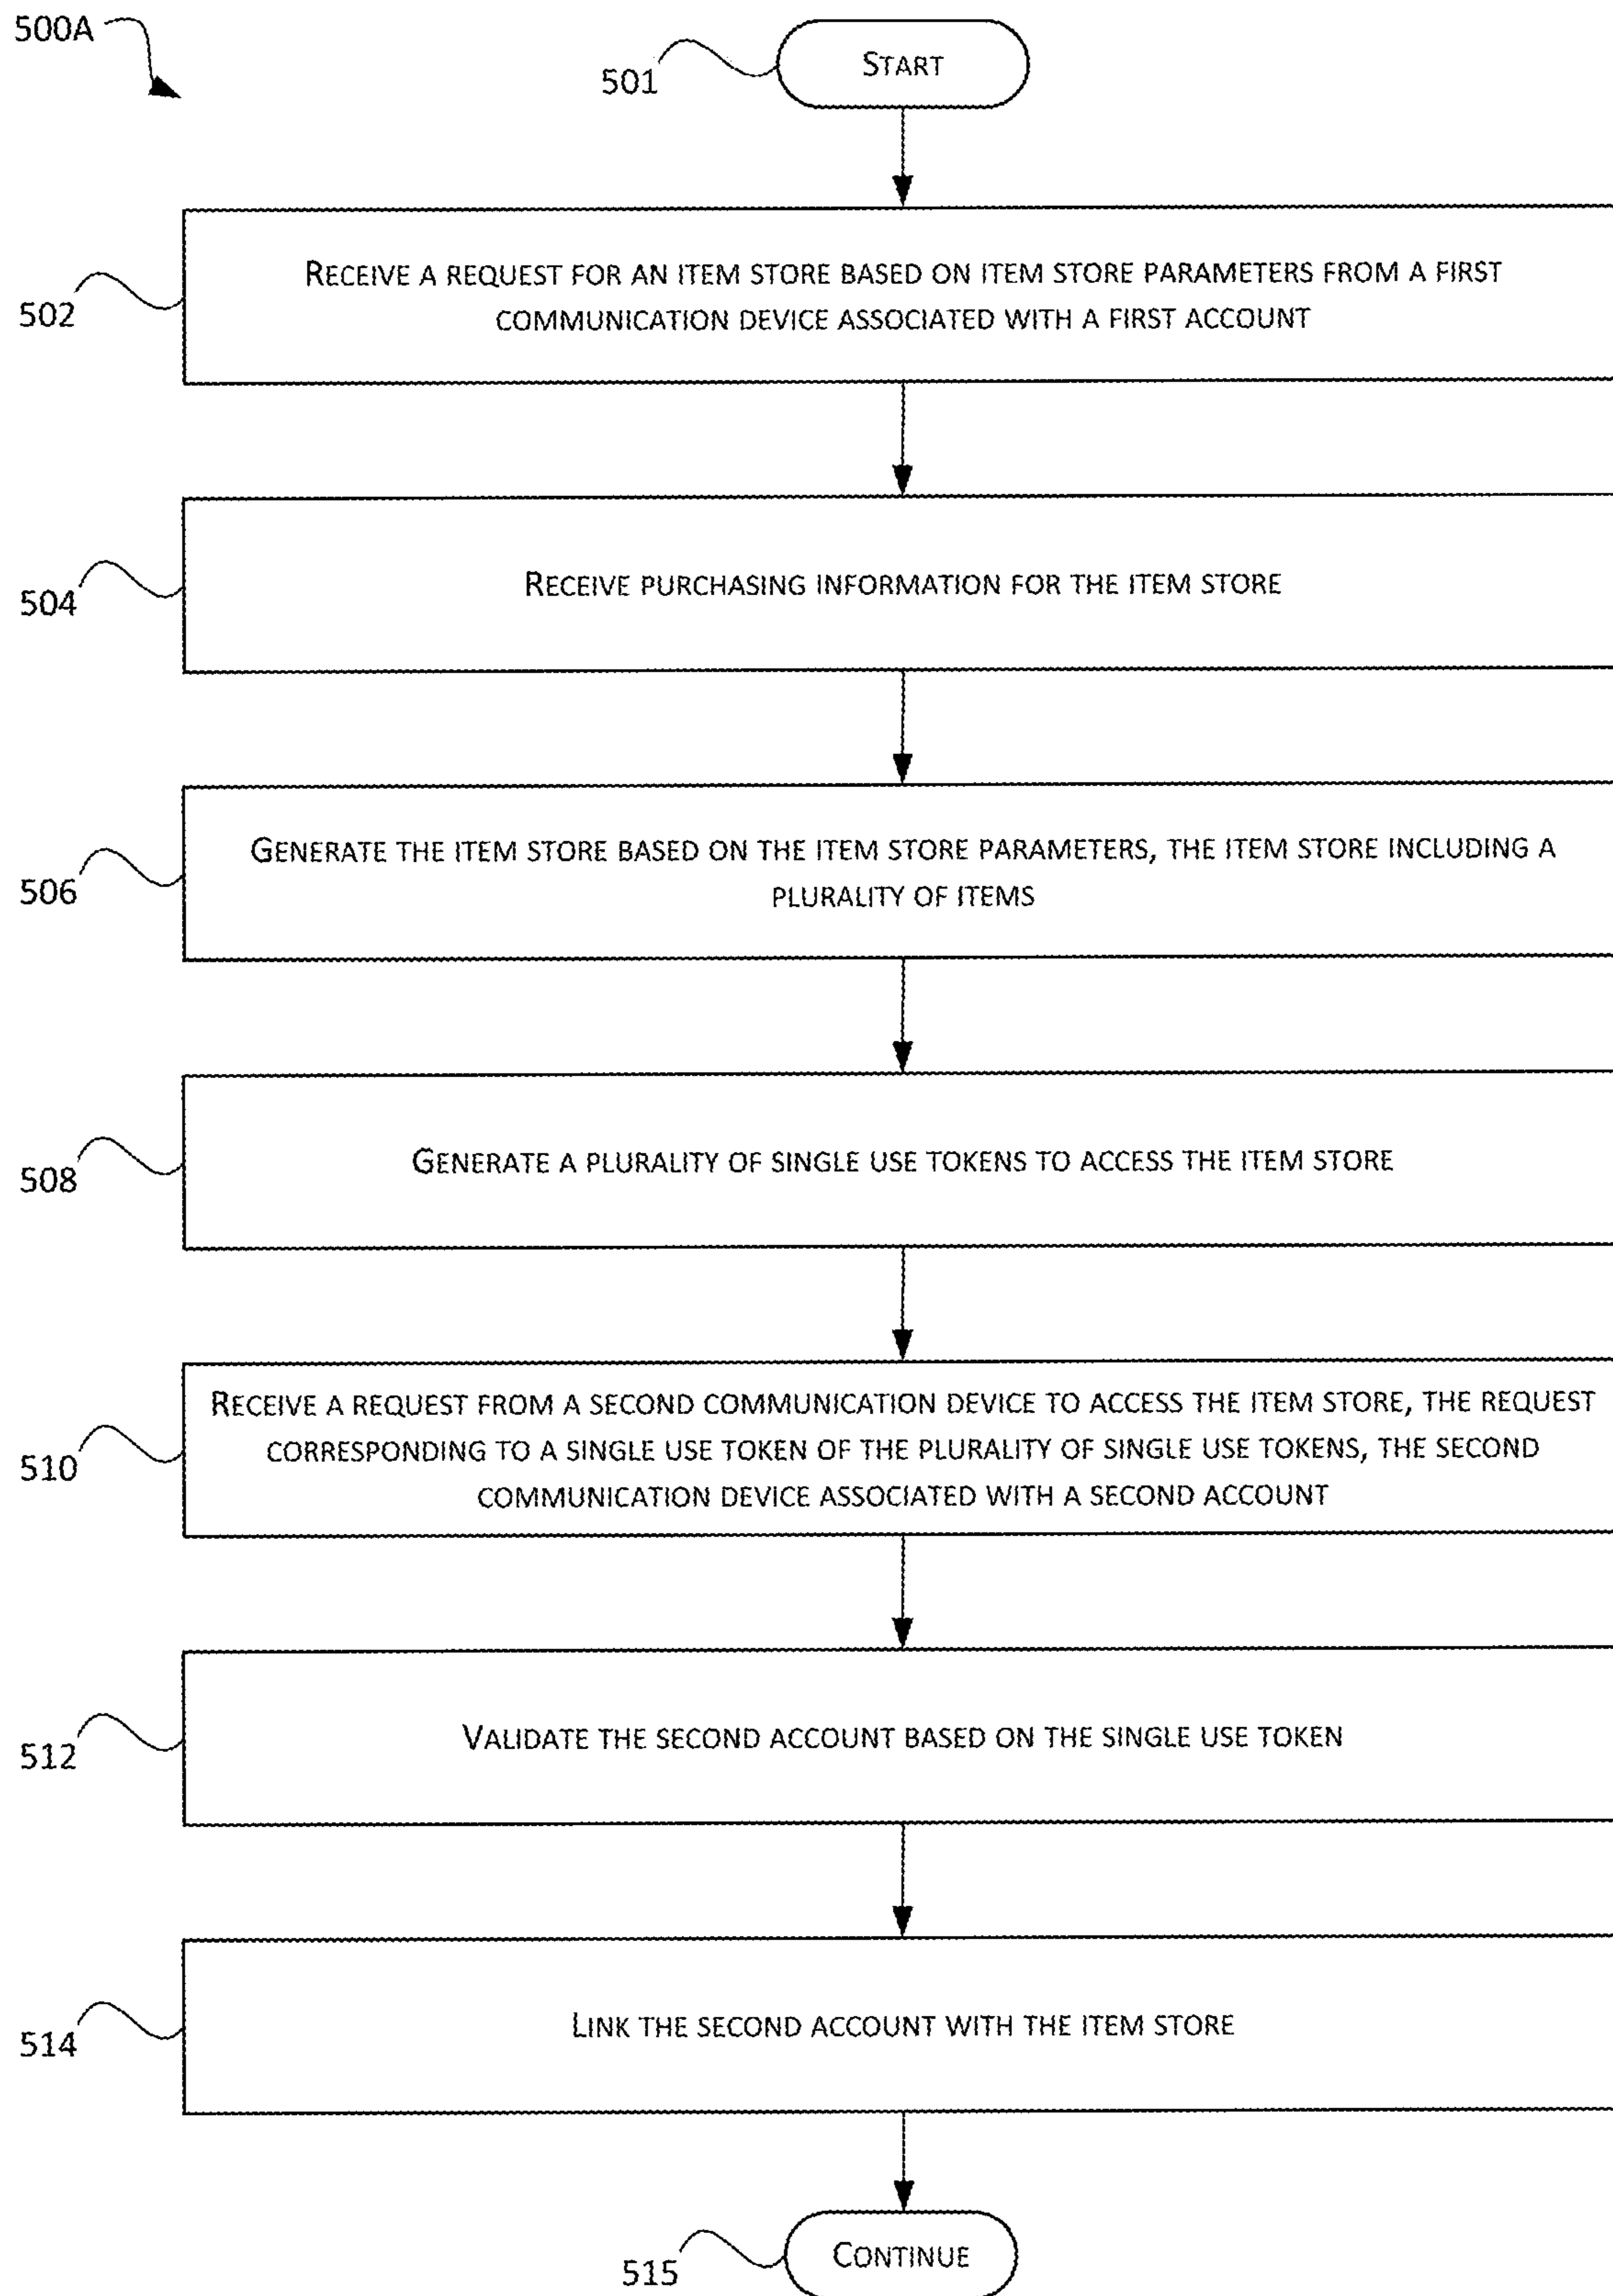 500A
501
START
502
RECEIVE A REQUEST FOR AN ITEM STORE BASED ON ITEM STORE PARAMETERS FROM A FIRST
COMMUNICATION DEVICE ASSOCIATED WITH A FIRST ACCOUNT
504
RECEIVE PURCHASING INFORMATION FOR THE ITEM STORE
506
GENERATE THE ITEM STORE BASED ON THE ITEM STORE PARAMETERS, THE ITEM STORE INCLUDING A
PLURALITY OF ITEMS
508
GENERATE A PLURALITY OF SINGLE USE TOKENS TO ACCESS THE ITEM STORE
510
RECEIVE A REQUEST FROM A SECOND COMMUNICATION DEVICE TO ACCESS THE ITEM STORE, THE REQUEST
CORRESPONDING TO A SINGLE USE TOKEN OF THE PLURALITY OF SINGLE USE TOKENS, THE SECOND
COMMUNICATION DEVICE ASSOCIATED WITH A SECOND ACCOUNT
512
VALIDATE THE SECOND ACCOUNT BASED ON THE SINGLE USE TOKEN
514
LINK THE SECOND ACCOUNT WITH THE ITEM STORE
515
CONTINUE